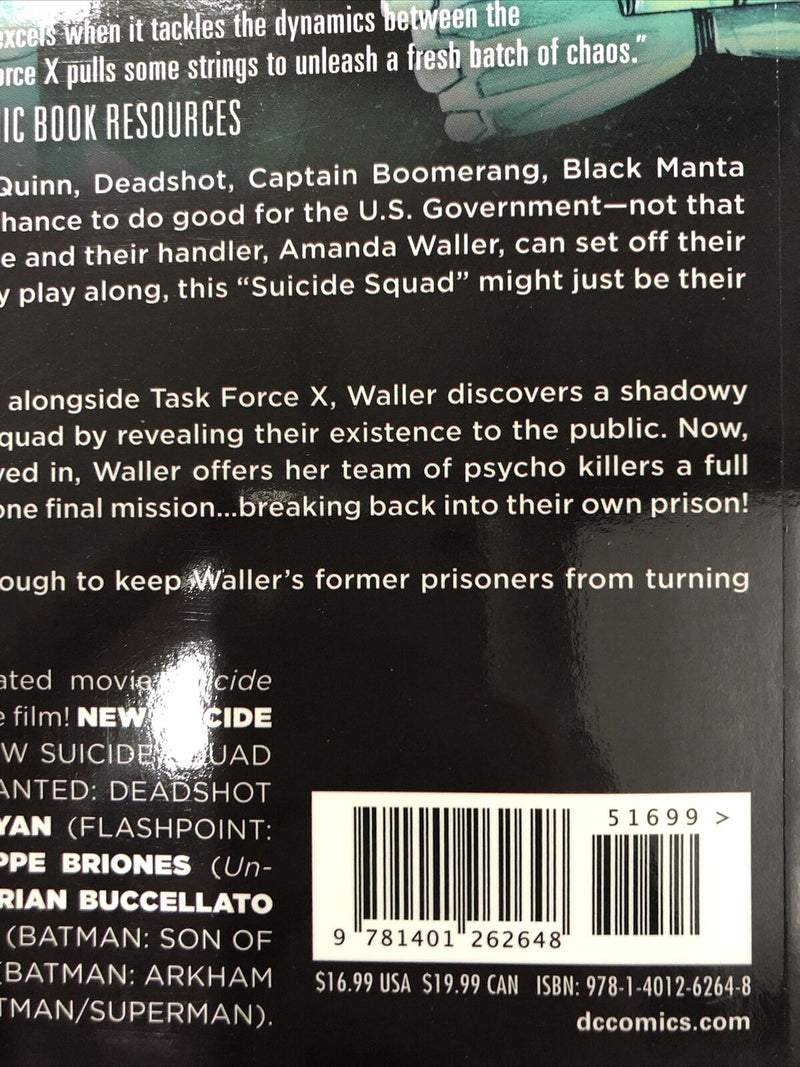 excels when it tackles the dynamics between the
orce X pulls some strings to unleash a fresh batch of chaos.”
IC BOOK RESOURCES
Quinn, Deadshot, Captain Boomerang, Black Manta
hance to do good for the U.S. Government—not that
e and their handler, Amanda Waller, can set off their
y play along, this “Suicide Squad” might just be their
alongside Task Force X, Waller discovers a shadowy
quad by revealing their existence to the public. Now,
ved in, Waller offers her team of psycho killers a full
one final mission...breaking back into their own prison!
ough to keep Waller’s former prisoners from turning
ated movie cide
e film! NEW CIDE
W SUICIDE QUAD
ANTED: DEADSHOT
YAN (FLASHPOINT:
PPE BRIONES (Un-
RIAN BUCCELLATO
(BATMAN: SON OF
(BATMAN: ARKHAM
TMAN/SUPERMAN).
51699 >
9 781401 262648
$16.99 USA $19.99 CAN ISBN: 978-1-4012-6264-8
dccomics.com